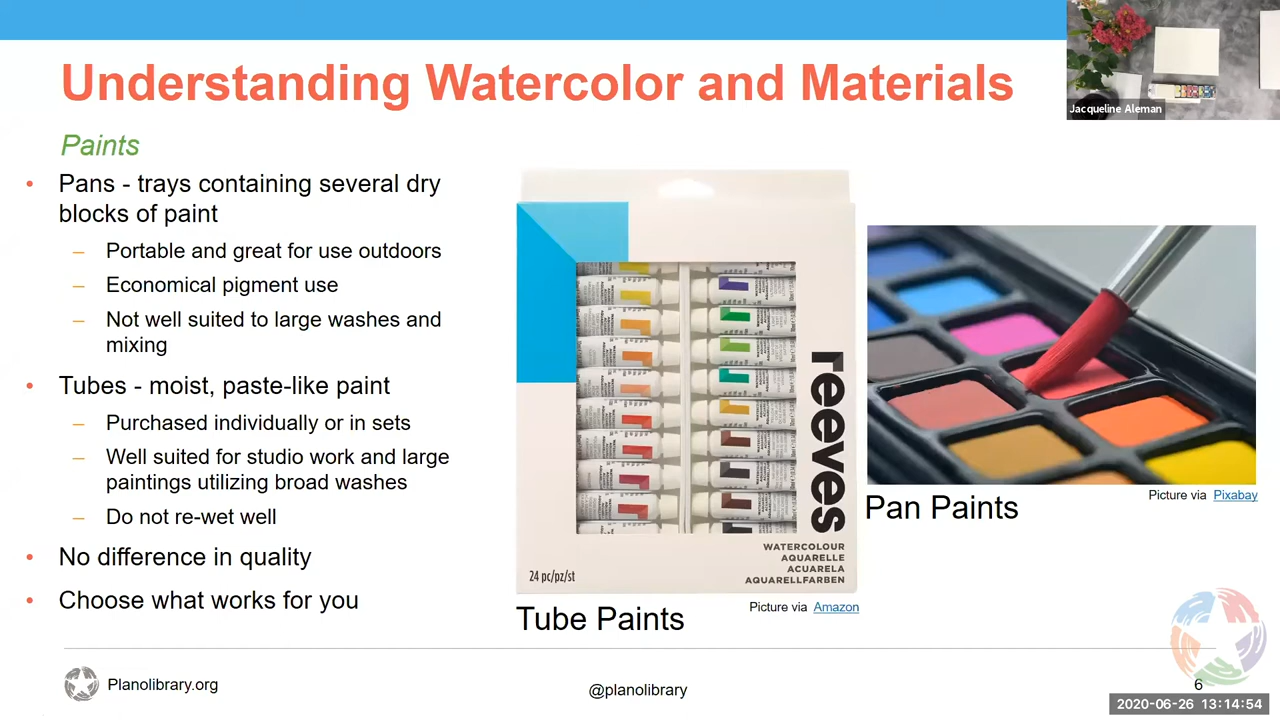 Understanding Watercolor and Materials
Jacqueline Aleman
Paints
• Pans - trays containing several dry
blocks of paint
– Portable and great for use outdoors
– Economical pigment use
– Not well suited to large washes and
mixing
• Tubes - moist, paste-like paint
– Purchased individually or in sets
– Well suited for studio work and large
paintings utilizing broad washes
– Do not re-wet well
• No difference in quality
• Choose what works for you
reeves
WATERCOLOUR
AQUARELLE
ACUARELA
AQUARELLFARBEN
24 pc/pz/st
Tube Paints
Picture via Amazon
Picture via Pixabay
Pan Paints
Planolibrary.org
@planolibrary
6
2020-06-26 13:14:54